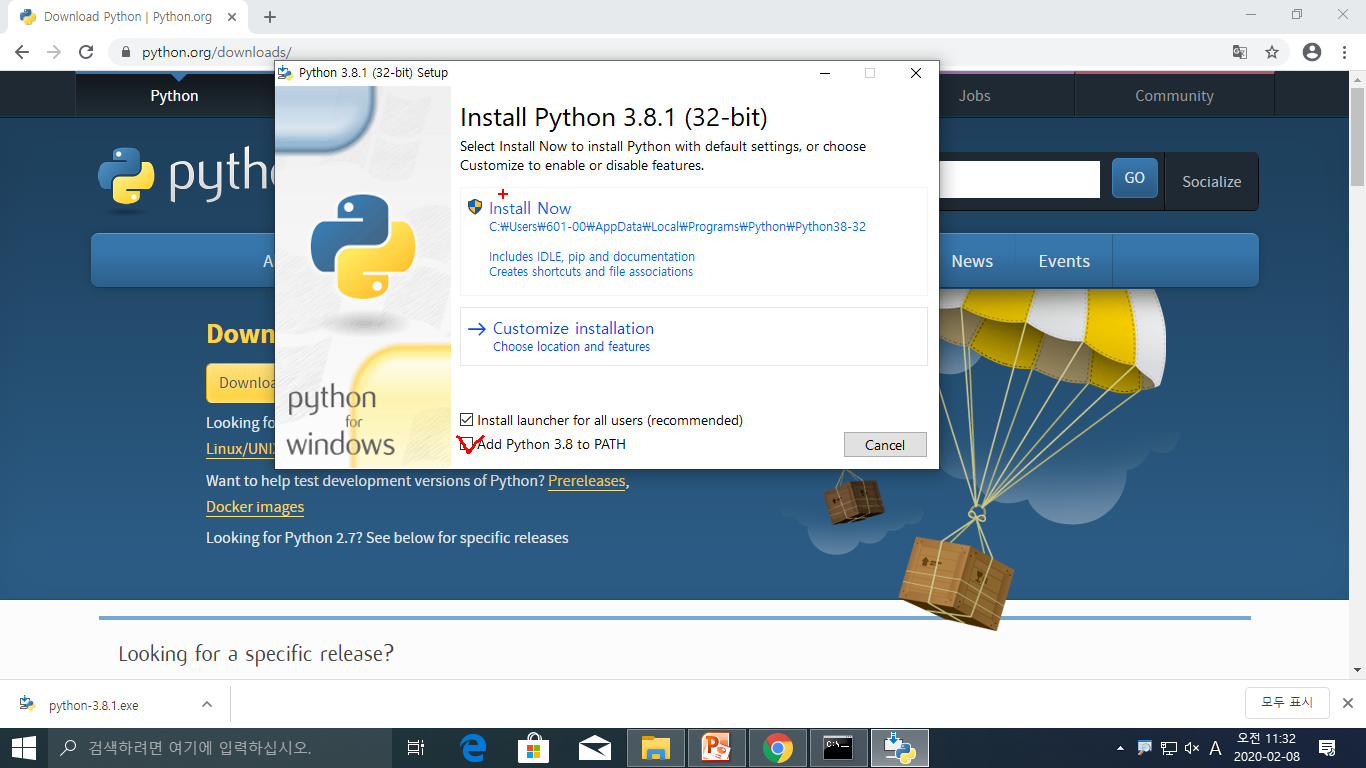 Download Python | Python.org
python.org/downloads/
Python
Jobs
Community
Python 3.8.1 (32-bit) Setup
Install Python 3.8.1 (32-bit)
Select Install Now to install Python with default settings, or choose
Customize to enable or disable features.
Install Now
C:₩Users₩601-00₩AppData₩Local₩Programs₩Python₩Python38-32
Includes IDLE, pip and documentation
Creates shortcuts and file associations
Customize installation
Choose location and features
python
for
windows
Install launcher for all users (recommended)
Add Python 3.8 to PATH
Cancel
pytho
GO
Socialize
A
News
Events
Down
Downloa
Looking fo
Linux/UNI
Want to help test development versions of Python? Prereleases,
Docker images
Looking for Python 2.7? See below for specific releases
Looking for a specific release?
python-3.8.1.exe
모두 표시
검색하려면 여기에 입력하십시오.
A
오전 11:32
2020-02-08